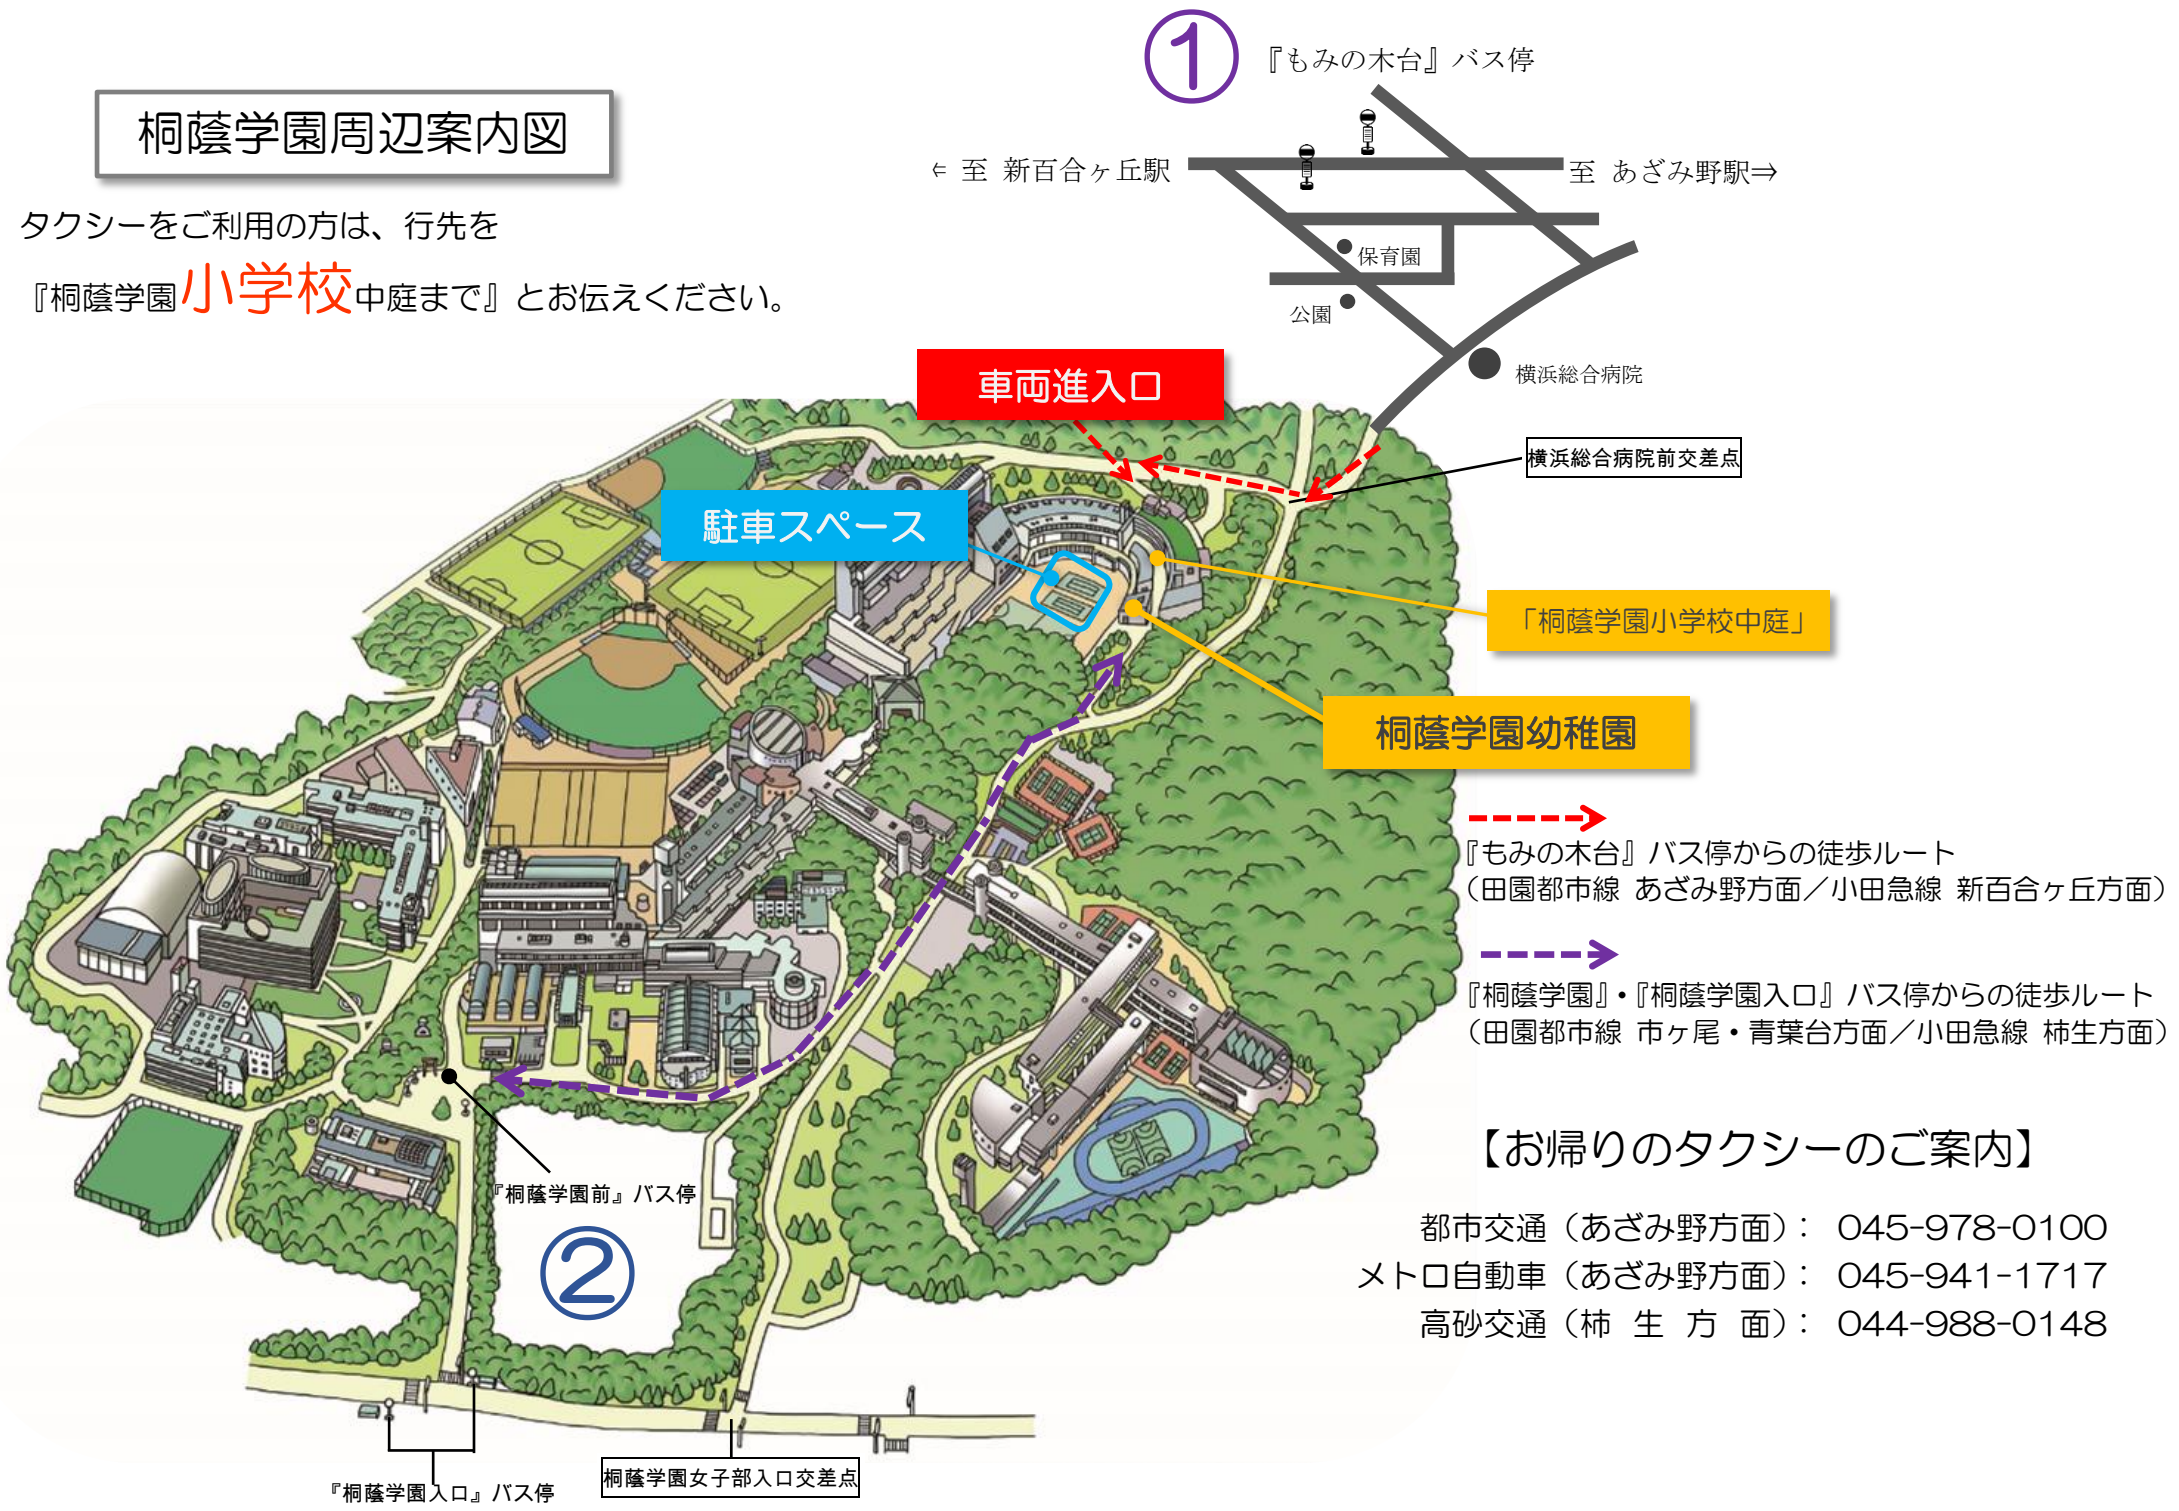 桐蔭学園周辺案内図
タクシーをご利用の方は、行先を
『桐蔭学園小学校中庭まで』とお伝えください。
①
『もみの木台』バス停
⇐ 至 新百合ヶ丘駅
至 あざみ野駅⇒
保育園
公園
横浜総合病院
車両進入口
横浜総合病院前交差点
駐車スペース
「桐蔭学園小学校中庭」
桐蔭学園幼稚園
『もみの木台』バス停からの徒歩ルート
（田園都市線 あざみ野方面／小田急線 新百合ヶ丘方面）
『桐蔭学園』・『桐蔭学園入口』バス停からの徒歩ルート
（田園都市線 市ヶ尾・青葉台方面／小田急線 柿生方面）
【お帰りのタクシーのご案内】
都市交通（あざみ野方面）： 045-978-0100
メトロ自動車（あざみ野方面）： 045-941-1717
高砂交通（柿 生 方 面）： 044-988-0148
『桐蔭学園前』バス停
②
『桐蔭学園入口』バス停
桐蔭学園女子部入口交差点